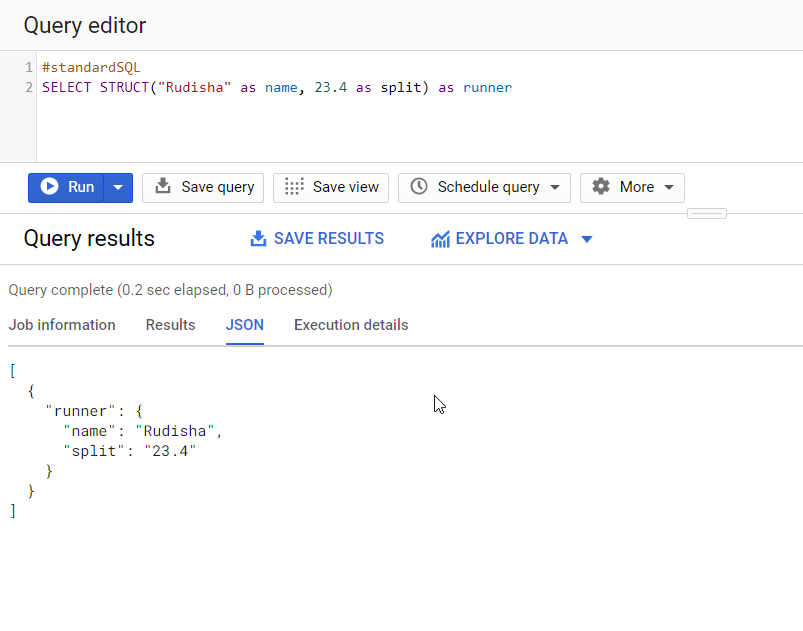 Query editor
1 #standardSQL
2 SELECT STRUCT("Rudisha" as name, 23.4 as split) as runner
Run Save query Save view Schedule query More
Query results SAVE RESULTS EXPLORE DATA
Query complete (0.2 sec elapsed, 0 B processed)
Job information Results JSON Execution details
[
  {
    "runner": {
      "name": "Rudisha",
      "split": "23.4"
    }
  }
]